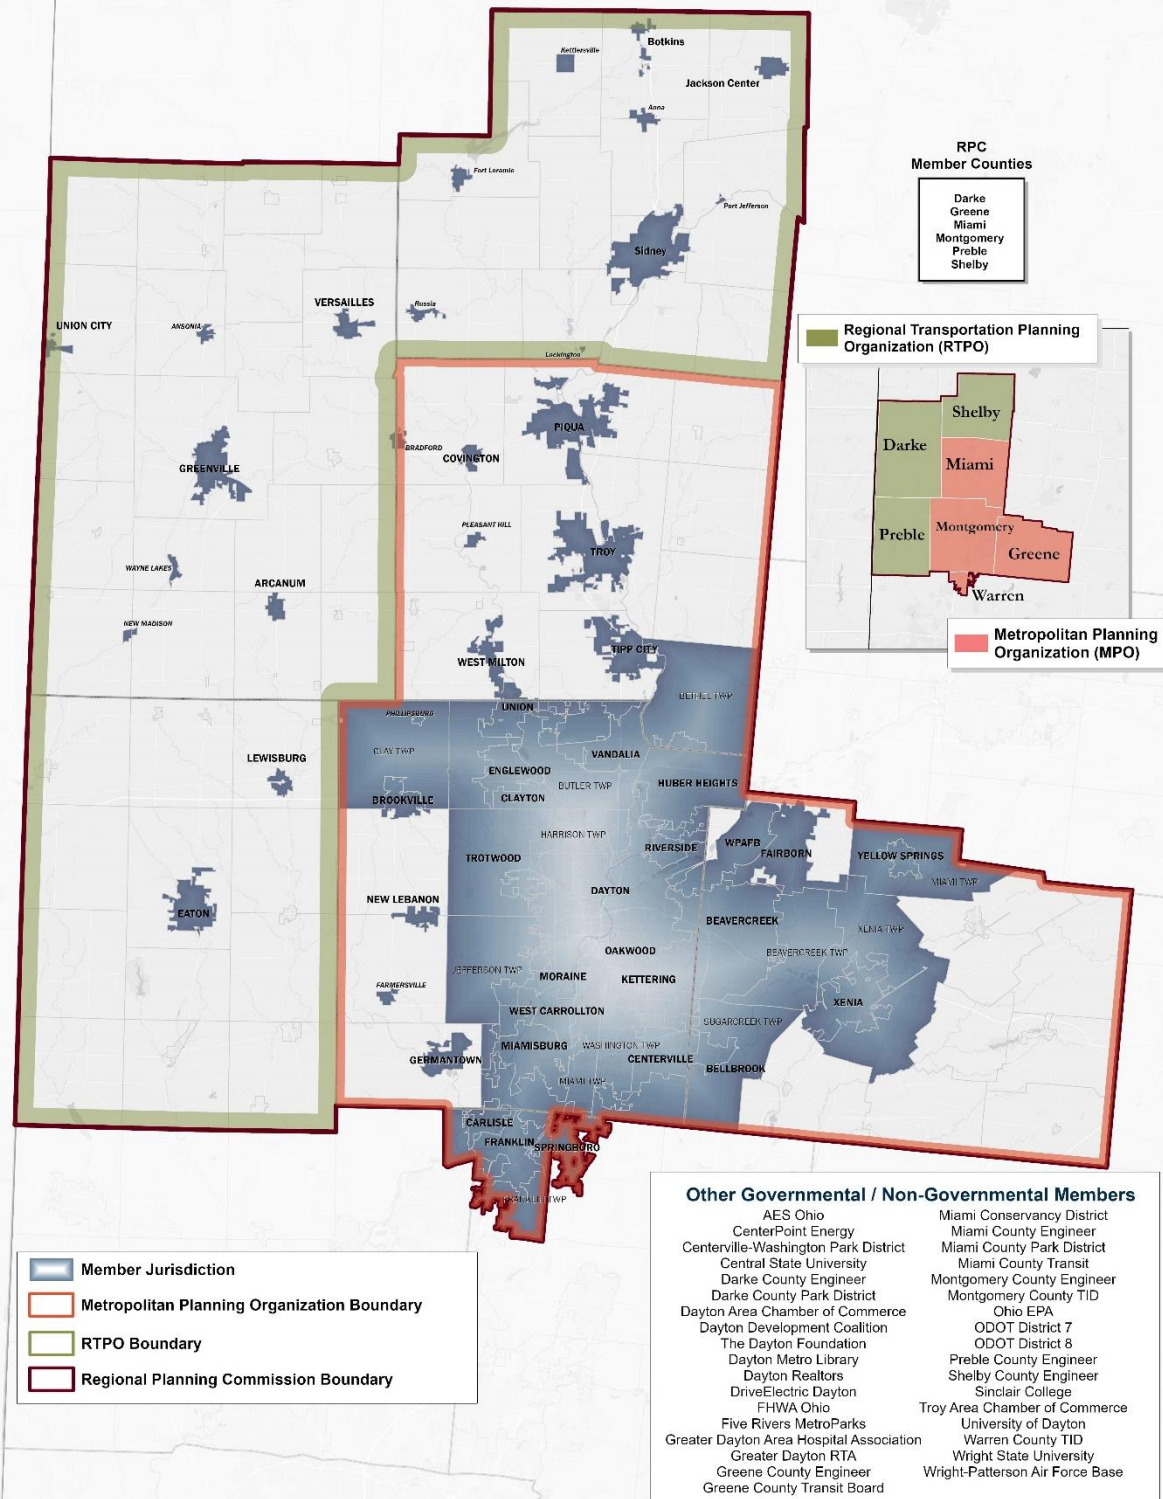 Botkins
Kettlersville
Jackson Center
Anna
RPC
Member Counties
Darke
Greene
Miami
Montgomery
Preble
Shelby
Fort Loramie
Port Jefferson
Sidney
VERSAILLES
Russia
UNION CITY
ANSONIA
Lockington
Regional Transportation Planning
Organization (RTPO)
Shelby
Darke
Miami
Preble
Montgomery
Greene
Warren
Metropolitan Planning
Organization (MPO)
PIQUA
BRADFORD
COVINGTON
GREENVILLE
PLEASANT HILL
TROY
WAYNE LAKES
ARCANUM
NEW MADISON
WEST MILTON
TIPP CITY
BETHEL TWP
UNION
PHILLIPSBURG
CLAY TWP
LEWISBURG
VANDALIA
ENGLEWOOD
BUTLER TWP
HUBER HEIGHTS
BROOKVILLE
CLAYTON
HARRISON TWP
RIVERSIDE
WPAFB
FAIRBORN
YELLOW SPRINGS
TROTWOOD
MIAMI TWP
DAYTON
NEW LEBANON
EATON
BEAVERCREEK
XENIA TWP
OAKWOOD
BEAVERCREEK TWP
JEFFERSON TWP
MORAINE
KETTERING
FARMERSVILLE
XENIA
WEST CARROLLTON
SUGARCREEK TWP
MIAMISBURG
WASHINGTON TWP
GERMANTOWN
CENTERVILLE
BELLBROOK
MIAMI TWP
CARLISLE
FRANKLIN
SPRINGBORO
FRANKLIN TWP
Member Jurisdiction
Metropolitan Planning Organization Boundary
RTPO Boundary
Regional Planning Commission Boundary
Other Governmental / Non-Governmental Members
AES Ohio
CenterPoint Energy
Centerville-Washington Park District
Central State University
Darke County Engineer
Darke County Park District
Dayton Area Chamber of Commerce
Dayton Development Coalition
The Dayton Foundation
Dayton Metro Library
Dayton Realtors
DriveElectric Dayton
FHWA Ohio
Five Rivers MetroParks
Greater Dayton Area Hospital Association
Greater Dayton RTA
Greene County Engineer
Greene County Transit Board
Miami Conservancy District
Miami County Engineer
Miami County Park District
Miami County Transit
Montgomery County Engineer
Montgomery County TID
Ohio EPA
ODOT District 7
ODOT District 8
Preble County Engineer
Shelby County Engineer
Sinclair College
Troy Area Chamber of Commerce
University of Dayton
Warren County TID
Wright State University
Wright-Patterson Air Force Base